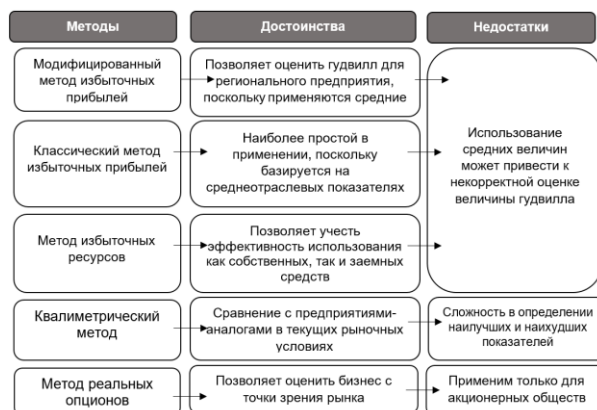 Методы
Достоинства
Недостатки
Модифицированный
метод избыточных
прибылей
Позволяет оценить гудвилл для
регионального предприятия,
поскольку применяются средние
Классический метод
избыточных прибылей
Наиболее простой в
применении, поскольку
базируется на
среднеотраслевых показателях
Использование
средних величин
может привести к
некорректной оценке
величины гудвилла
Метод избыточных
ресурсов
Позволяет учесть
эффективность использования
как собственных, так и заемных
средств
Квалиметрический
метод
Сравнение с предприятиями-
аналогами в текущих рыночных
условиях
Сложность в определении
наилучших и наихудших
показателей
Метод реальных
опционов
Позволяет оценить бизнес с
точки зрения рынка
Применим только для
акционерных обществ